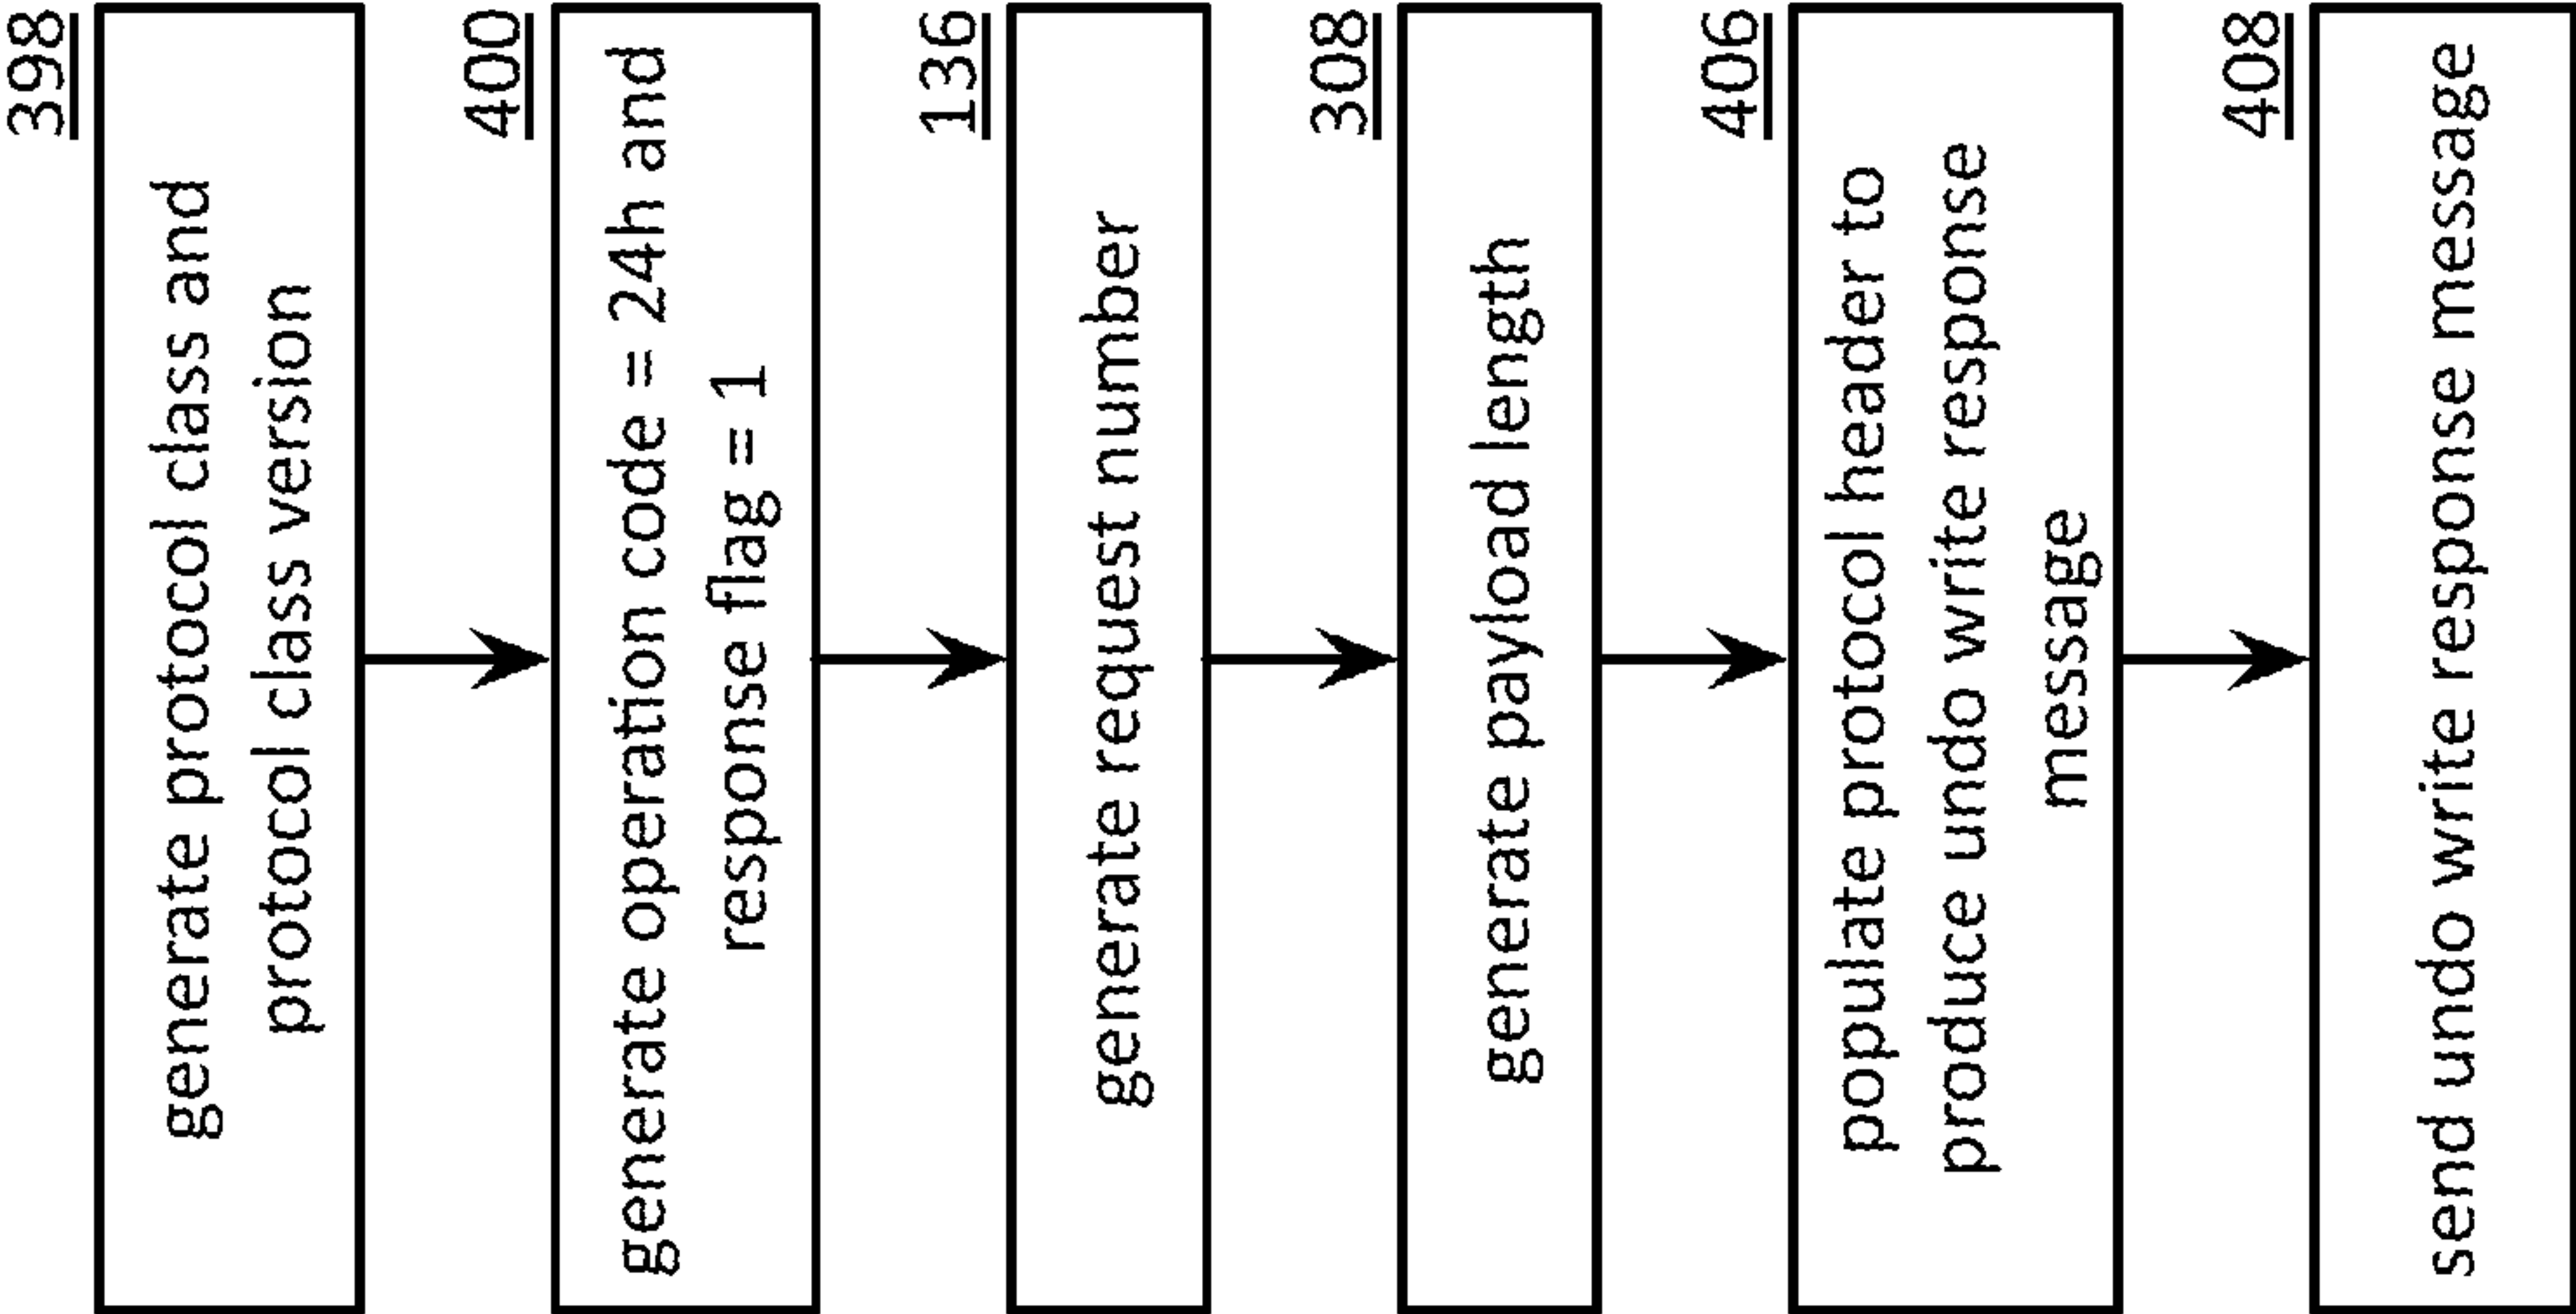 398
generate protocol class and
protocol class version
400
generate operation code = 24h and
response flag = 1
136
generate request number
308
generate payload length
406
populate protocol header to
produce undo write response
message
408
send undo write response message